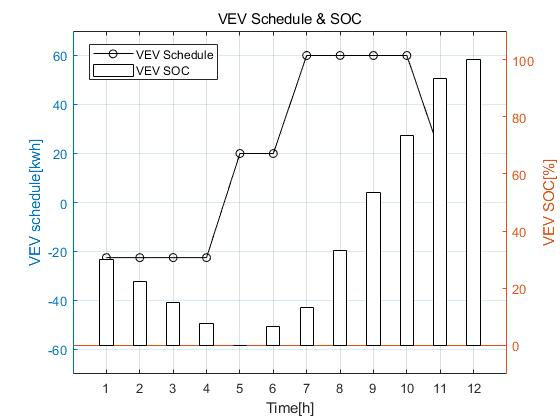 VEV Schedule & SOC
VEV Schedule
VEV SOC
VEV schedule[kwh]
60
40
20
0
-20
-40
-60
VEV SOC[%]
100
80
60
40
20
0
1 2 3 4 5 6 7 8 9 10 11 12
Time[h]